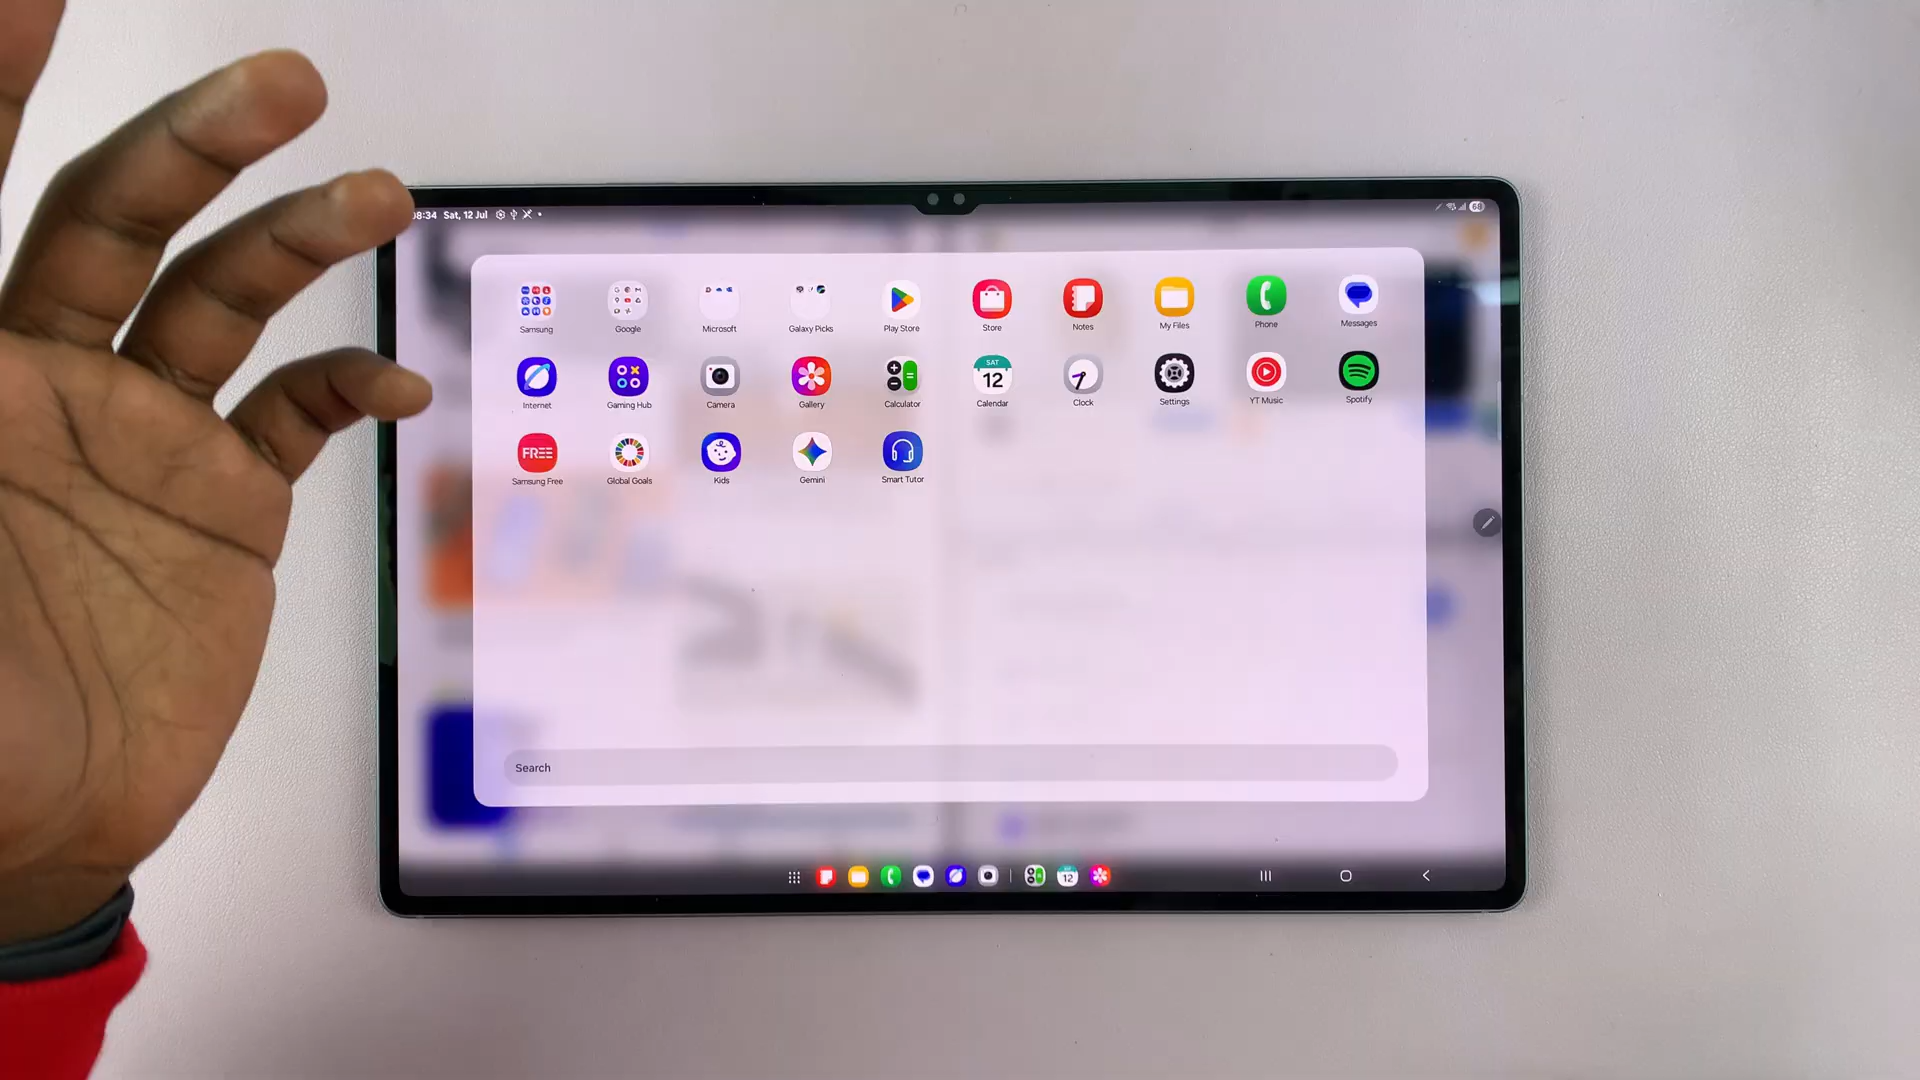 08:34 Sat, 12 Jul
68
Samsung Google Microsoft Galaxy Picks Play Store Store Notes My Files Phone Messages
SAT
12
Internet Gaming Hub Camera Gallery Calculator Calendar Clock Settings YT Music Spotify
FREE
Samsung Free Global Goals Kids Gemini Smart Tutor
Search
12